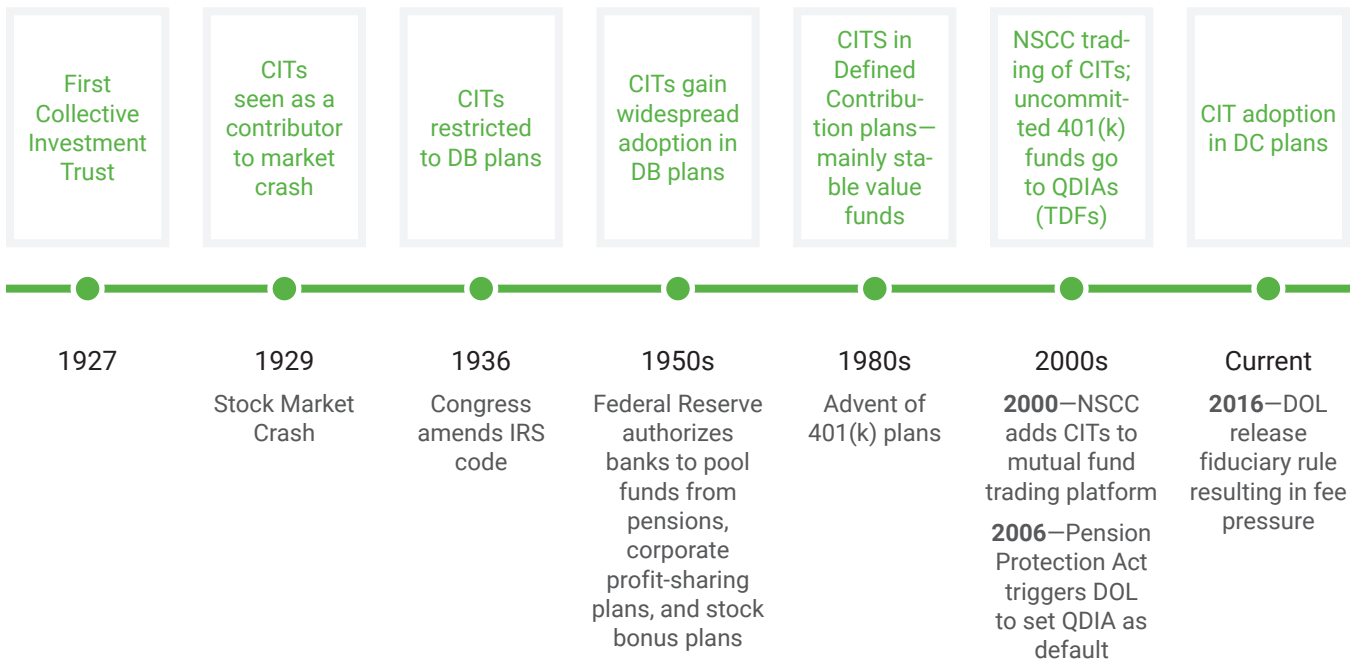 First
Collective
Investment
Trust
CITs
seen as a
contributor
to market
crash
CITs
restricted
to DB plans
CITs gain
widespread
adoption in
DB plans
CITS in
Defined
Contribu-
tion plans—
mainly sta-
ble value
funds
NSCC trad-
ing of CITs;
uncommit-
ted 401(k)
funds go
to QDIAs
(TDFs)
CIT adoption
in DC plans
1927
1929
Stock Market
Crash
1936
Congress
amends IRS
code
1950s
Federal Reserve
authorizes
banks to pool
funds from
pensions,
corporate
profit-sharing
plans, and stock
bonus plans
1980s
Advent of
401(k) plans
2000s
2000—NSCC
adds CITs to
mutual fund
trading platform
2006—Pension
Protection Act
triggers DOL
to set QDIA as
default
Current
2016—DOL
release
fiduciary rule
resulting in fee
pressure